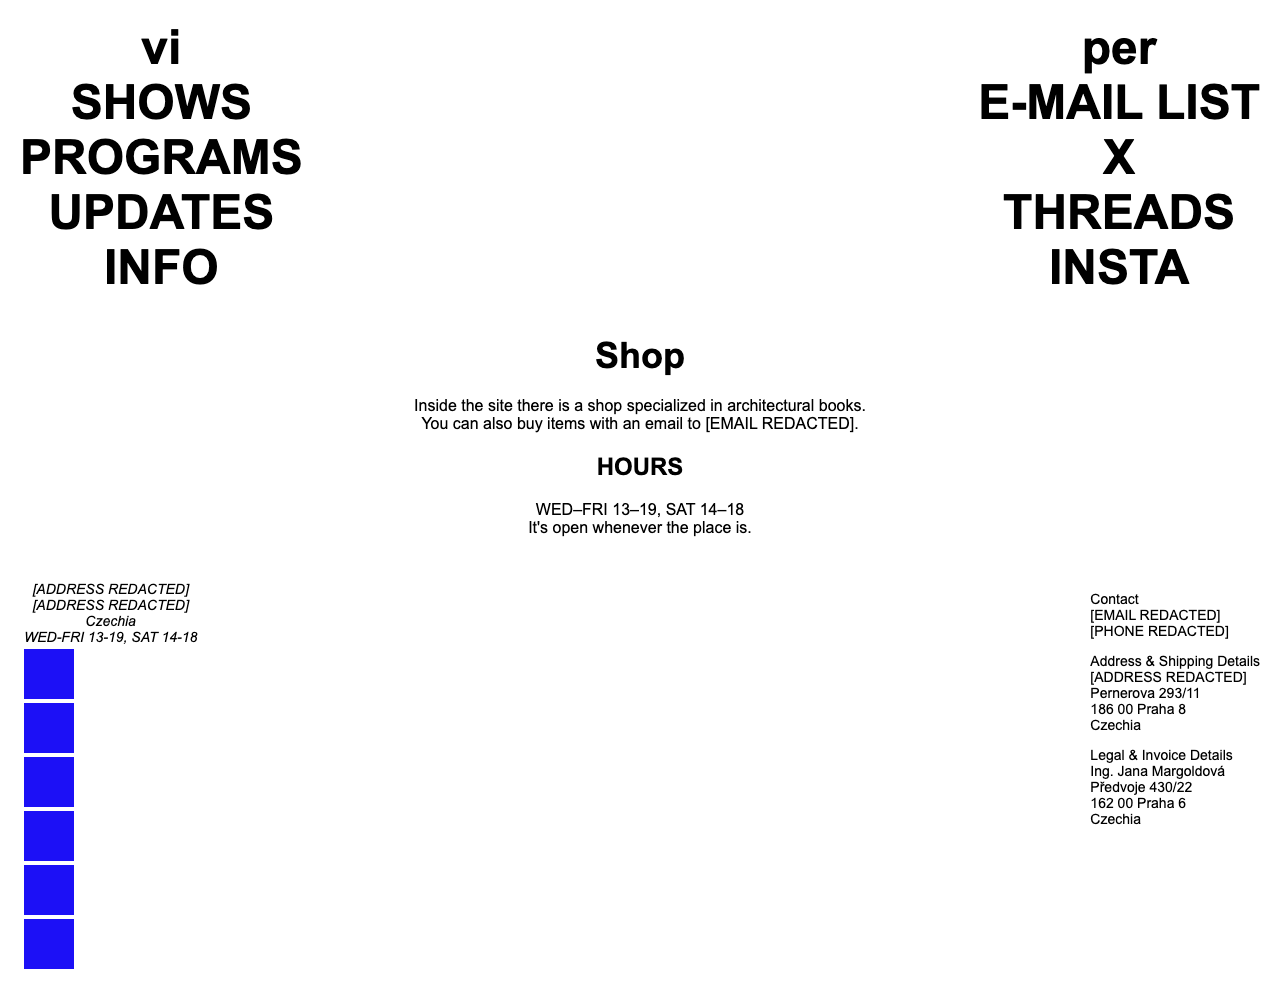 vi
SHOWS
PROGRAMS
UPDATES
INFO
per
E-MAIL LIST
X
THREADS
INSTA
Shop
Inside the site there is a shop specialized in architectural books.
You can also buy items with an email to [EMAIL REDACTED].
HOURS
WED–FRI 13–19, SAT 14–18
It's open whenever the place is.
[ADDRESS REDACTED]
[ADDRESS REDACTED]
Czechia
WED-FRI 13-19, SAT 14-18
Contact
[EMAIL REDACTED]
[PHONE REDACTED]
Address & Shipping Details
[ADDRESS REDACTED]
Pernerova 293/11
186 00 Praha 8
Czechia
Legal & Invoice Details
Ing. Jana Margoldová
Předvoje 430/22
162 00 Praha 6
Czechia